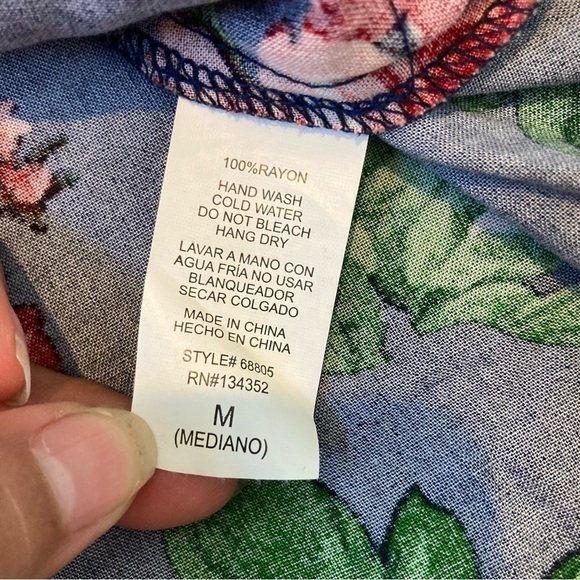 100%RAYON
HAND WASH
COLD WATER
DO NOT BLEACH
HANG DRY
LAVAR A MANO CON
AGUA FRÍA NO USAR
BLANQUEADOR
SECAR COLGADO
MADE IN CHINA
HECHO EN CHINA
STYLE# 68805
RN#134352
M
(MEDIANO)